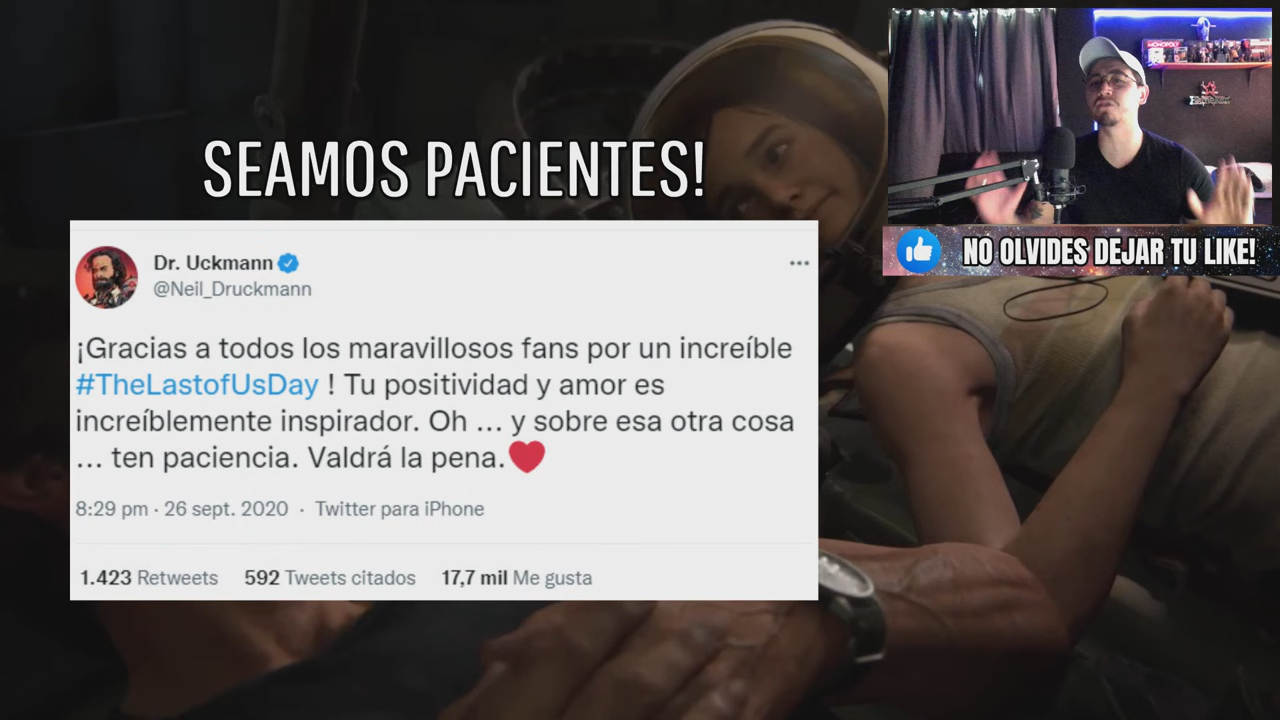 SEAMOS PACIENTES!
Dr. Uckmann
@Neil_Druckmann
¡Gracias a todos los maravillosos fans por un increíble
#TheLastofUsDay ! Tu positividad y amor es
increíblemente inspirador. Oh ... y sobre esa otra cosa
... ten paciencia. Valdrá la pena.❤️
8:29 pm · 26 sept. 2020 · Twitter para iPhone
1.423 Retweets 592 Tweets citados 17,7 mil Me gusta
MONOPOLY
NO OLVIDES DEJAR TU LIKE!